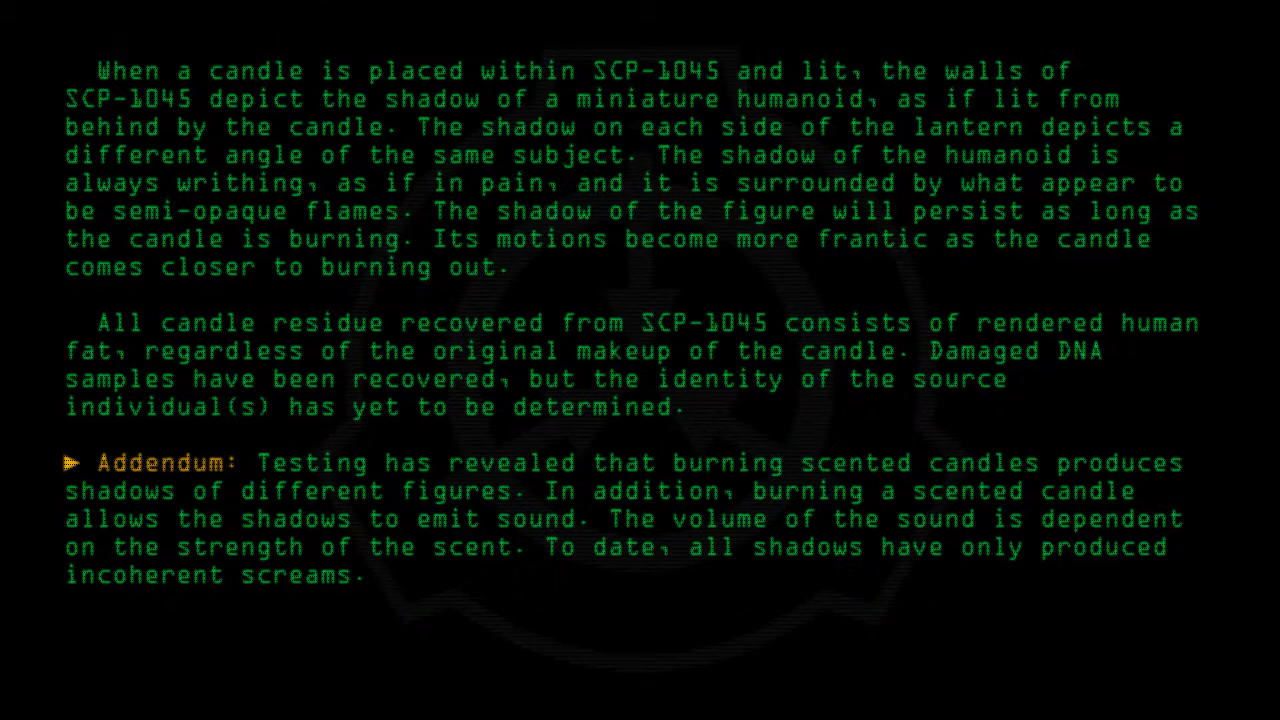 When a candle is placed within SCP-1045 and lit, the walls of
SCP-1045 depict the shadow of a miniature humanoid, as if lit from
behind by the candle. The shadow on each side of the lantern depicts a
different angle of the same subject. The shadow of the humanoid is
always writhing, as if in pain, and it is surrounded by what appear to
be semi-opaque flames. The shadow of the figure will persist as long as
the candle is burning. Its motions become more frantic as the candle
comes closer to burning out.
All candle residue recovered from SCP-1045 consists of rendered human
fat, regardless of the original makeup of the candle. Damaged DNA
samples have been recovered, but the identity of the source
individual(s) has yet to be determined.
► Addendum: Testing has revealed that burning scented candles produces
shadows of different figures. In addition, burning a scented candle
allows the shadows to emit sound. The volume of the sound is dependent
on the strength of the scent. To date, all shadows have only produced
incoherent screams.